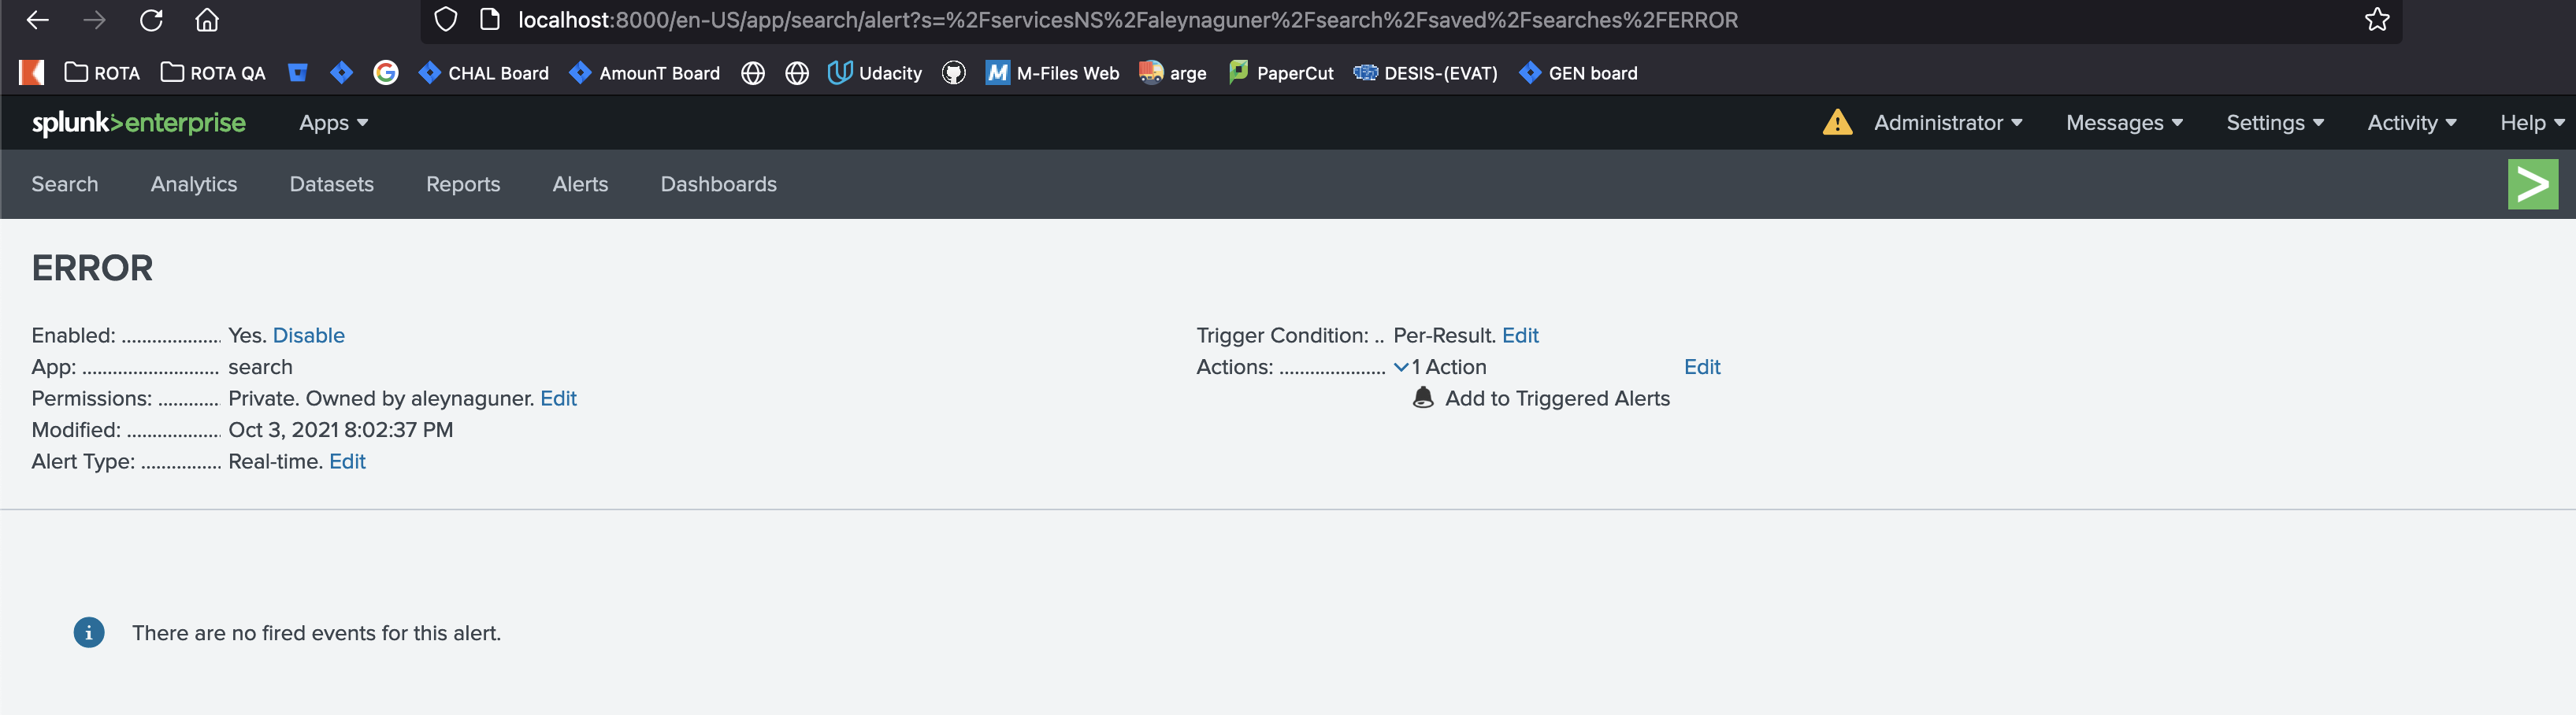 localhost:8000/en-US/app/search/alert?s=%2FservicesNS%2Faleynaguner%2Fsearch%2Fsaved%2Fsearches%2FERROR
ROTA ROTA QA CHAL Board AmounT Board Udacity M-Files Web arge PaperCut DESIS-(EVAT) GEN board
splunk>enterprise Apps Administrator Messages Settings Activity Help
Search Analytics Datasets Reports Alerts Dashboards
ERROR
Enabled: .................... Yes. Disable
App: ........................... search
Permissions: ............ Private. Owned by aleynaguner. Edit
Modified: ................... Oct 3, 2021 8:02:37 PM
Alert Type: ................ Real-time. Edit
Trigger Condition: .. Per-Result. Edit
Actions: ..................... 1 Action Edit
Add to Triggered Alerts
There are no fired events for this alert.